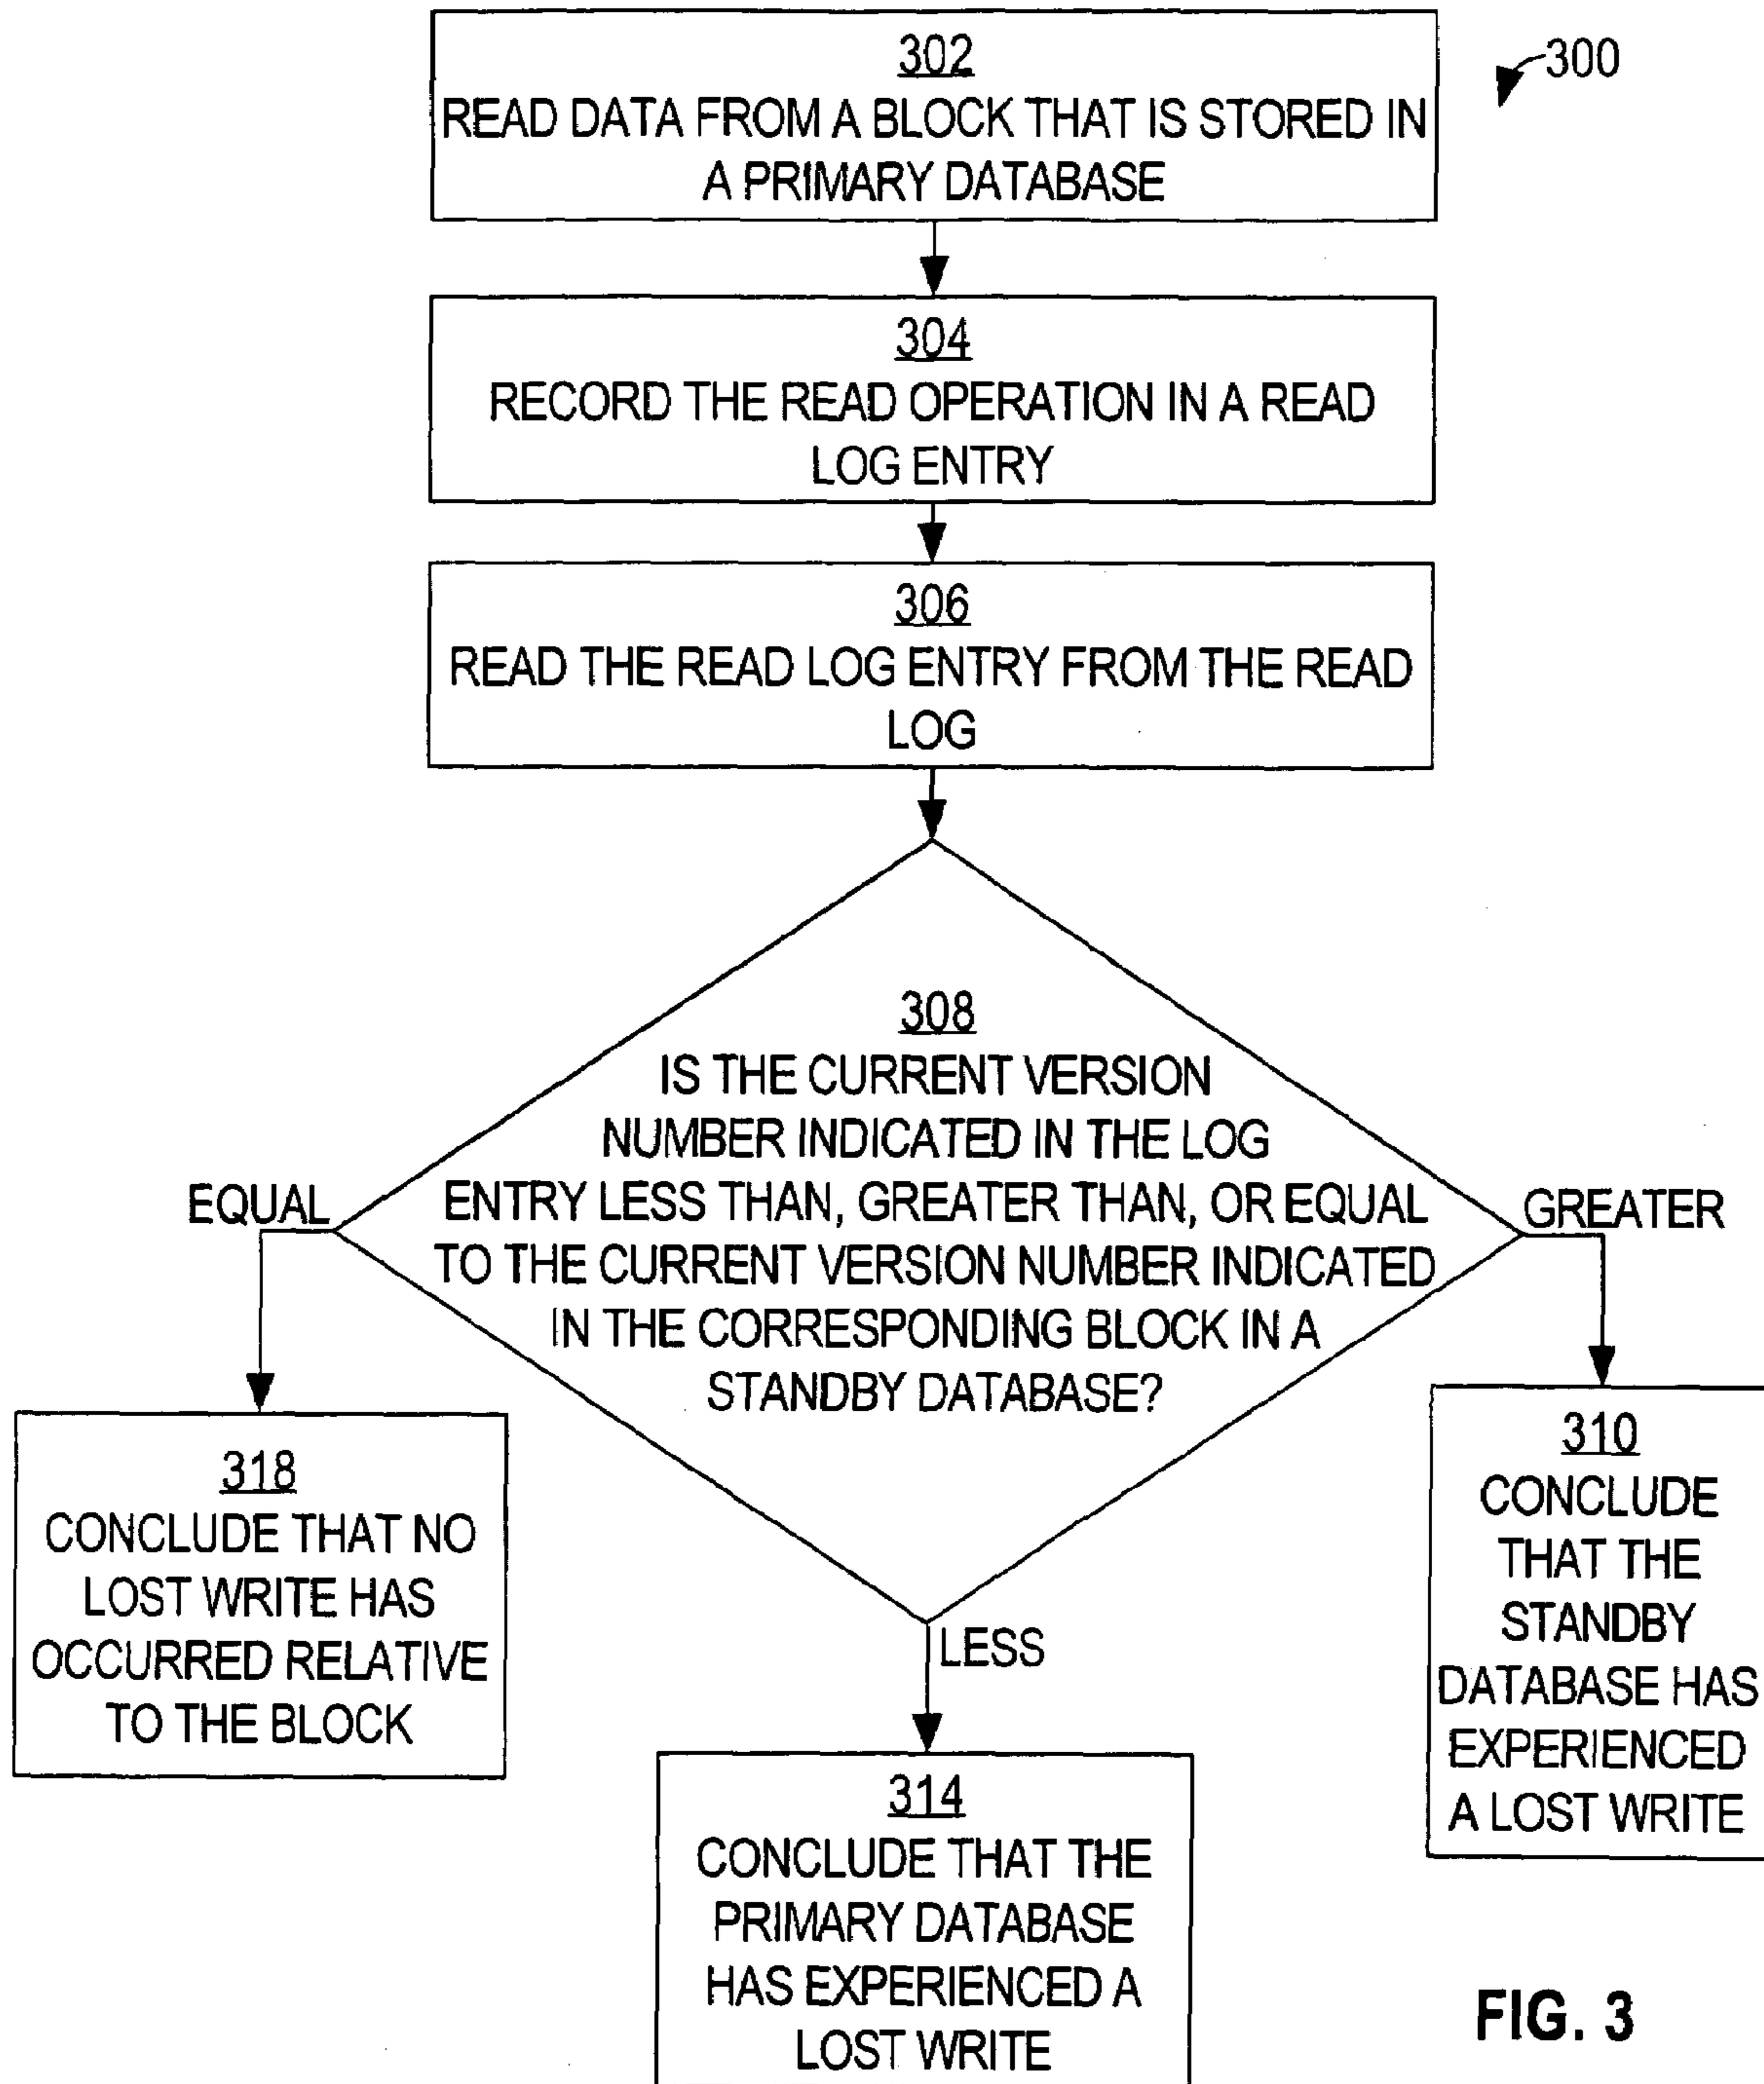 302
READ DATA FROM A BLOCK THAT IS STORED IN
A PRIMARY DATABASE
300
304
RECORD THE READ OPERATION IN A READ
LOG ENTRY
306
READ THE READ LOG ENTRY FROM THE READ
LOG
308
IS THE CURRENT VERSION
NUMBER INDICATED IN THE LOG
ENTRY LESS THAN, GREATER THAN, OR EQUAL
TO THE CURRENT VERSION NUMBER INDICATED
IN THE CORRESPONDING BLOCK IN A
STANDBY DATABASE?
EQUAL
GREATER
LESS
318
CONCLUDE THAT NO
LOST WRITE HAS
OCCURRED RELATIVE
TO THE BLOCK
310
CONCLUDE
THAT THE
STANDBY
DATABASE HAS
EXPERIENCED
A LOST WRITE
314
CONCLUDE THAT THE
PRIMARY DATABASE
HAS EXPERIENCED A
LOST WRITE
FIG. 3